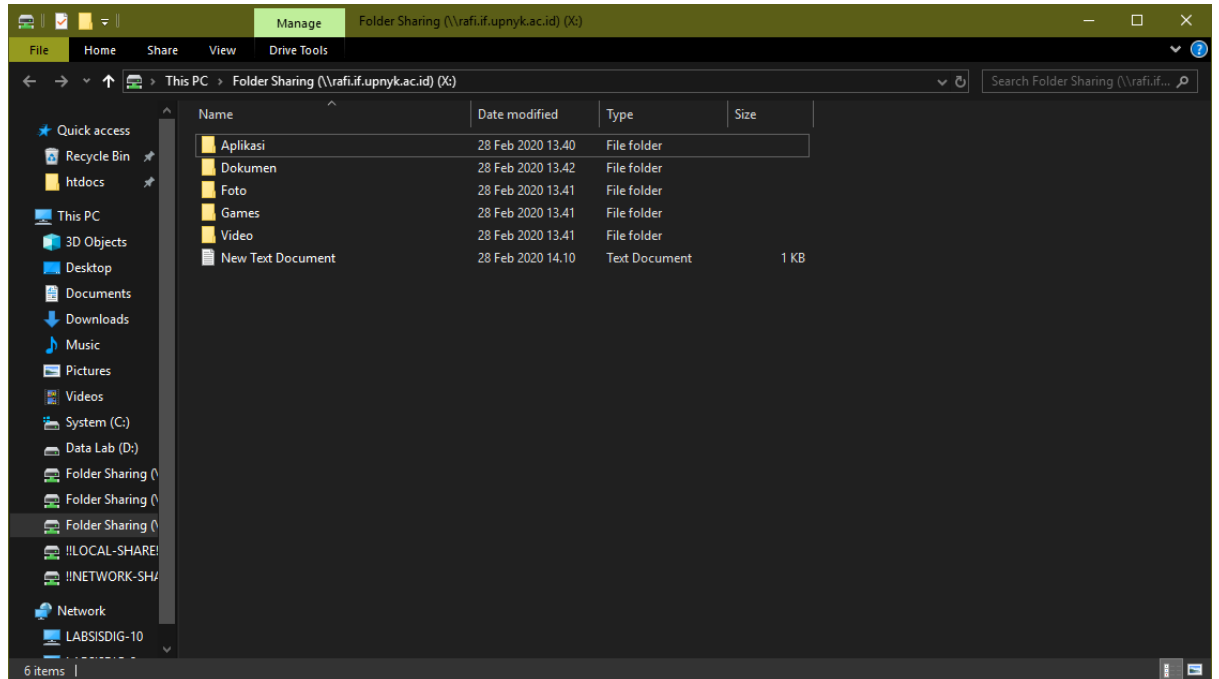 Manage Folder Sharing (\\rafi.if.upnyk.ac.id) (X:)
File Home Share View Drive Tools
This PC > Folder Sharing (\\rafi.if.upnyk.ac.id) (X:) Search Folder Sharing (\\rafi.if...
Name Date modified Type Size
Quick access
Recycle Bin
htdocs
This PC
3D Objects
Desktop
Documents
Downloads
Music
Pictures
Videos
System (C:)
Data Lab (D:)
Folder Sharing (\
Folder Sharing (\
Folder Sharing (\
!!LOCAL-SHARE!
!!NETWORK-SHA
Network
LABSISDIG-10
Aplikasi 28 Feb 2020 13.40 File folder
Dokumen 28 Feb 2020 13.42 File folder
Foto 28 Feb 2020 13.41 File folder
Games 28 Feb 2020 13.41 File folder
Video 28 Feb 2020 13.41 File folder
New Text Document 28 Feb 2020 14.10 Text Document 1 KB
6 items